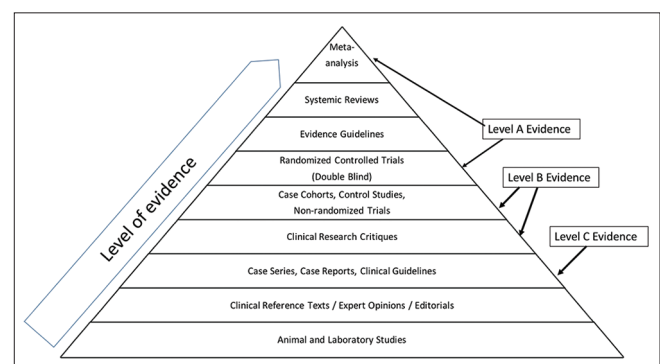 Meta-
analysis
Systemic Reviews
Evidence Guidelines
Randomized Controlled Trials
(Double Blind)
Case Cohorts, Control Studies,
Non-randomized Trials
Clinical Research Critiques
Case Series, Case Reports, Clinical Guidelines
Clinical Reference Texts / Expert Opinions / Editorials
Animal and Laboratory Studies
Level of evidence
Level A Evidence
Level B Evidence
Level C Evidence